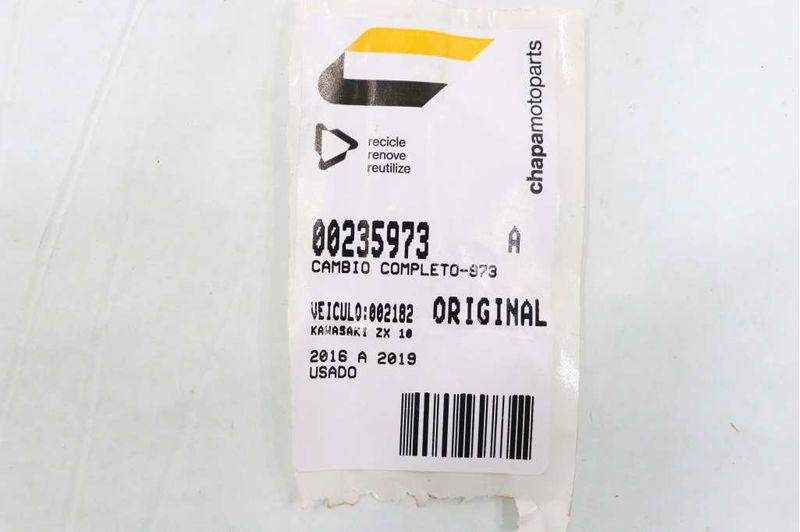 chapamotoparts
recicle
renove
reutilize
00235973 A
CAMBIO COMPLETO-973
VEICULO:002182 ORIGINAL
KAWASAKI ZX 10
2016 A 2019
USADO